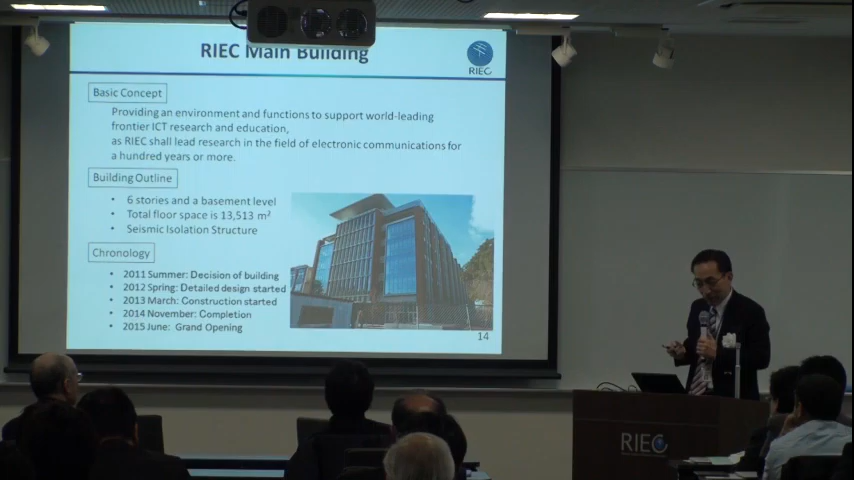 RIEC Main Building
RIEC
Basic Concept
Providing an environment and functions to support world-leading
frontier ICT research and education,
as RIEC shall lead research in the field of electronic communications for
a hundred years or more.
Building Outline
• 6 stories and a basement level
• Total floor space is 13,513 m²
• Seismic Isolation Structure
Chronology
• 2011 Summer: Decision of building
• 2012 Spring: Detailed design started
• 2013 March: Construction started
• 2014 November: Completion
• 2015 June: Grand Opening
14
RIEC